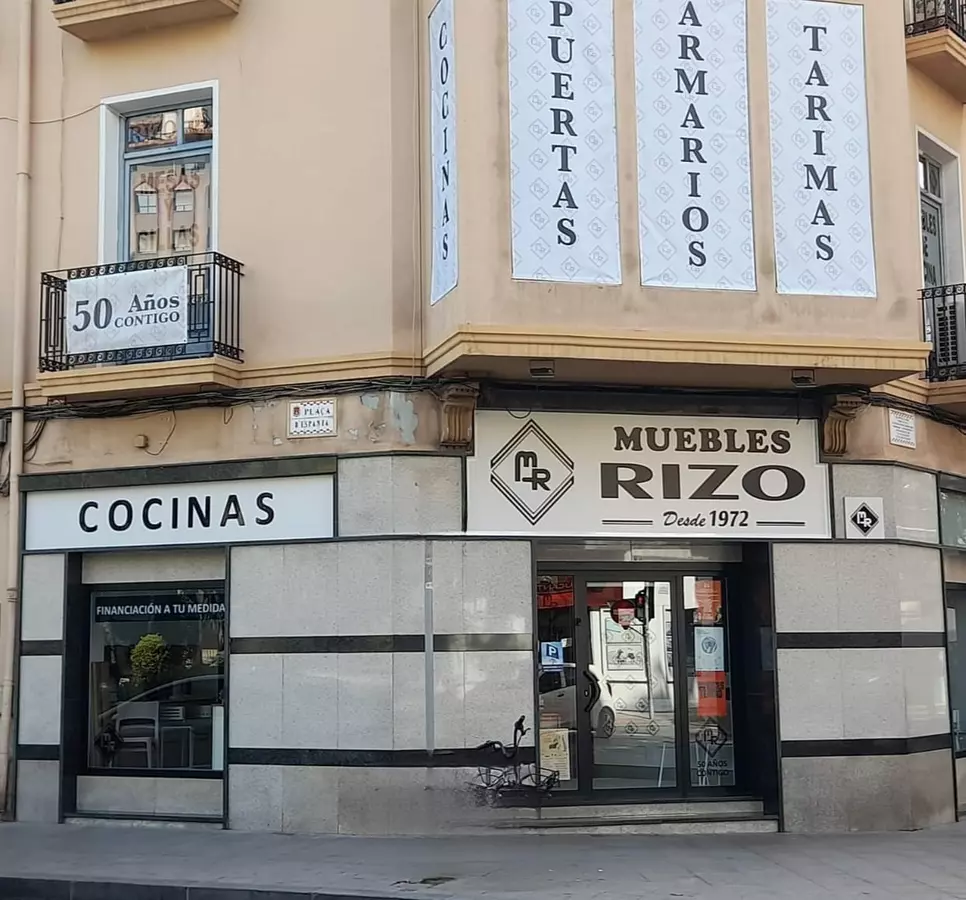 COCINAS
PUERTAS
ARMARIOS
TARIMAS
RIZO
50 Años
CONTIGO
PLAÇA
D'ESPANYA
MUEBLES
RIZO
Desde 1972
MR
COCINAS
FINANCIACIÓN A TU MEDIDA
P
50 AÑOS
CONTIGO